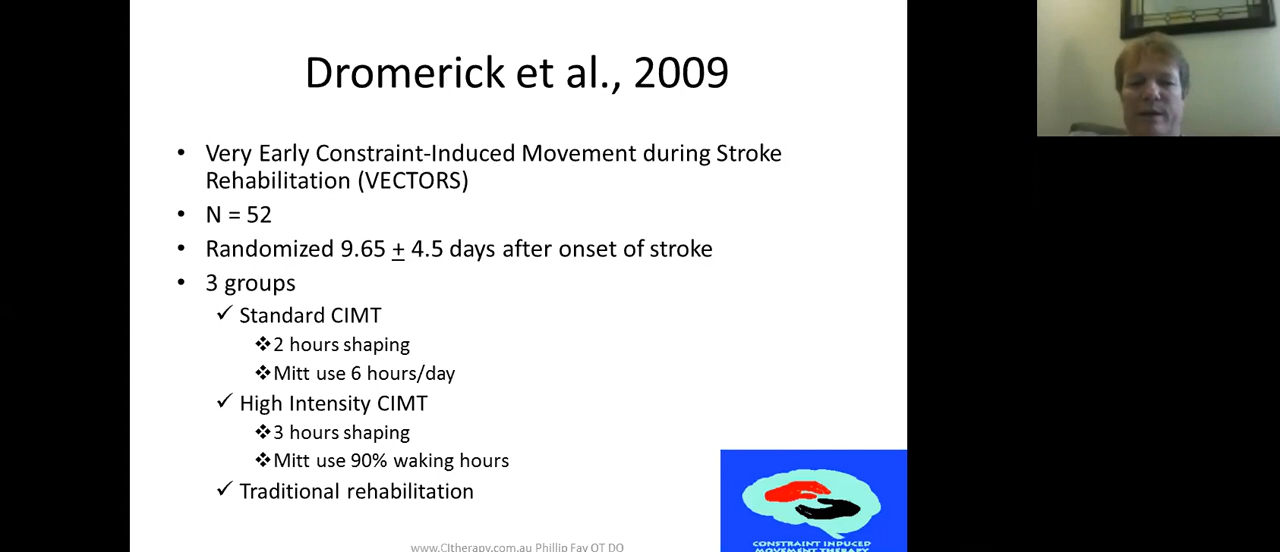 Dromerick et al., 2009
• Very Early Constraint-Induced Movement during Stroke
Rehabilitation (VECTORS)
• N = 52
• Randomized 9.65 ± 4.5 days after onset of stroke
• 3 groups
✓ Standard CIMT
❖2 hours shaping
❖Mitt use 6 hours/day
✓ High Intensity CIMT
❖3 hours shaping
❖Mitt use 90% waking hours
✓ Traditional rehabilitation
www.CItherapy.com.au Phillip Fay OT DO
CONSTRAINT INDUCED
MOVEMENT THERAPY